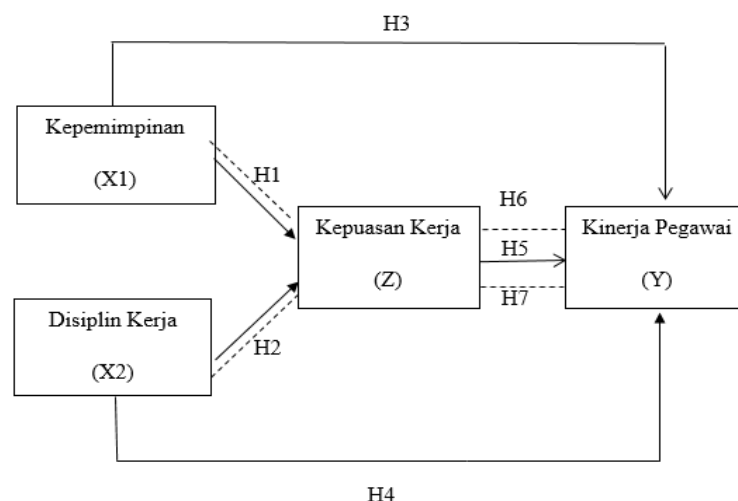 H3
Kepemimpinan
(X1)
H1
Kepuasan Kerja
(Z)
H6
H5
H7
Kinerja Pegawai
(Y)
Disiplin Kerja
(X2)
H2
H4